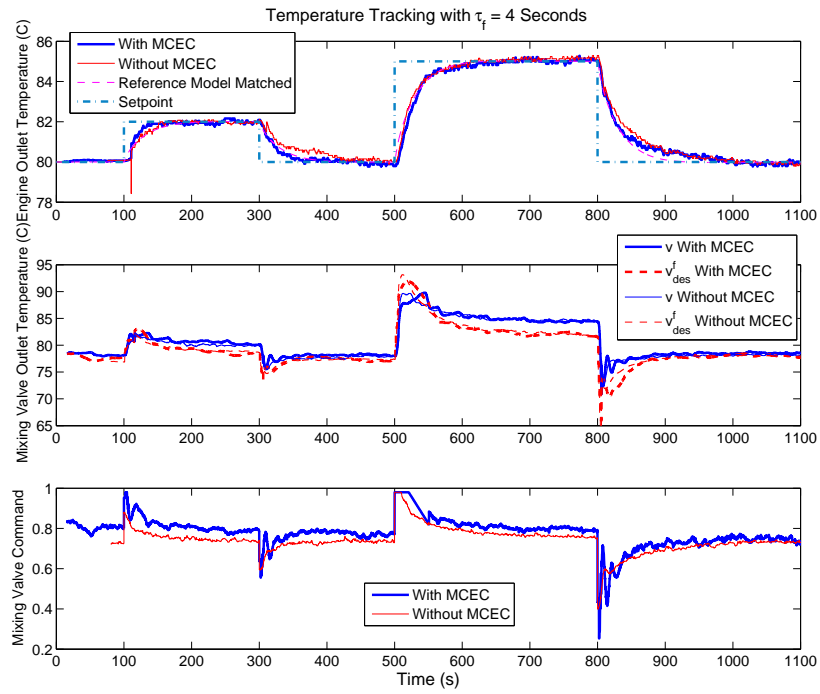 Temperature Tracking with τf = 4 Seconds
Engine Outlet Temperature (C)
86
84
82
80
78
With MCEC
Without MCEC
Reference Model Matched
Setpoint
0 100 200 300 400 500 600 700 800 900 1000 1100
Mixing Valve Outlet Temperature (C)
95
90
85
80
75
70
65
v With MCEC
v^f_des With MCEC
v Without MCEC
v^f_des Without MCEC
0 100 200 300 400 500 600 700 800 900 1000 1100
Mixing Valve Command
1
0.8
0.6
0.4
0.2
With MCEC
Without MCEC
0 100 200 300 400 500 600 700 800 900 1000 1100
Time (s)